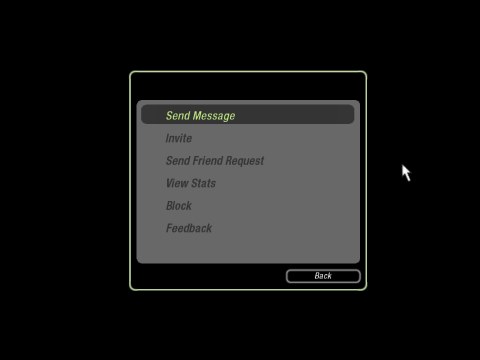 Send Message
Invite
Send Friend Request
View Stats
Block
Feedback
Back